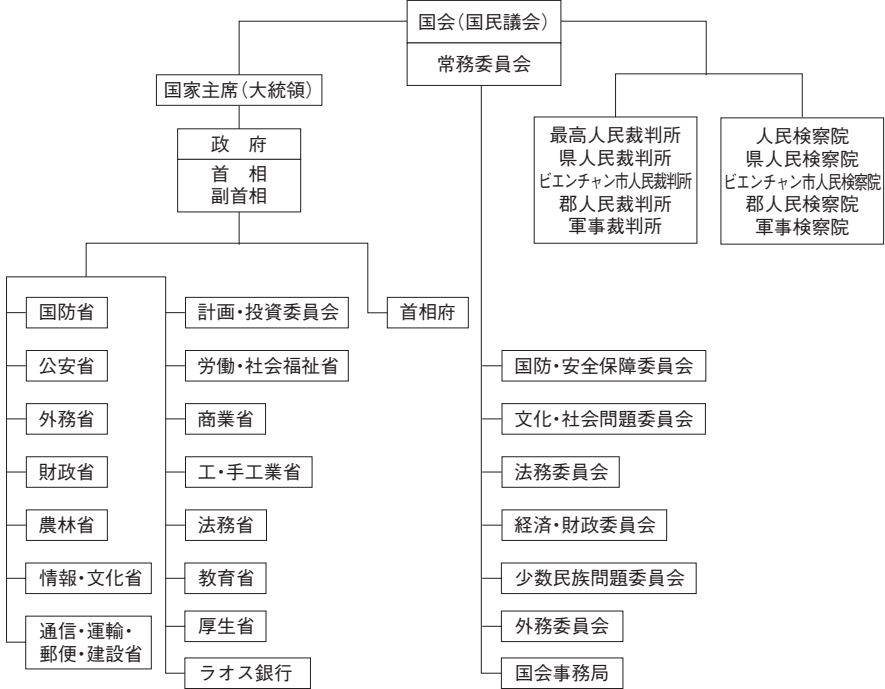 国会（国民議会）
常務委員会
国家主席（大統領）
政　府
首　相
副首相
最高人民裁判所
県人民裁判所
ビエンチャン市人民裁判所
郡人民裁判所
軍事裁判所
人民検察院
県人民検察院
ビエンチャン市人民検察院
郡人民検察院
軍事検察院
国防省
公安省
外務省
財政省
農林省
情報・文化省
通信・運輸・
郵便・建設省
計画・投資委員会
労働・社会福祉省
商業省
工・手工業省
法務省
教育省
厚生省
ラオス銀行
首相府
国防・安全保障委員会
文化・社会問題委員会
法務委員会
経済・財政委員会
少数民族問題委員会
外務委員会
国会事務局